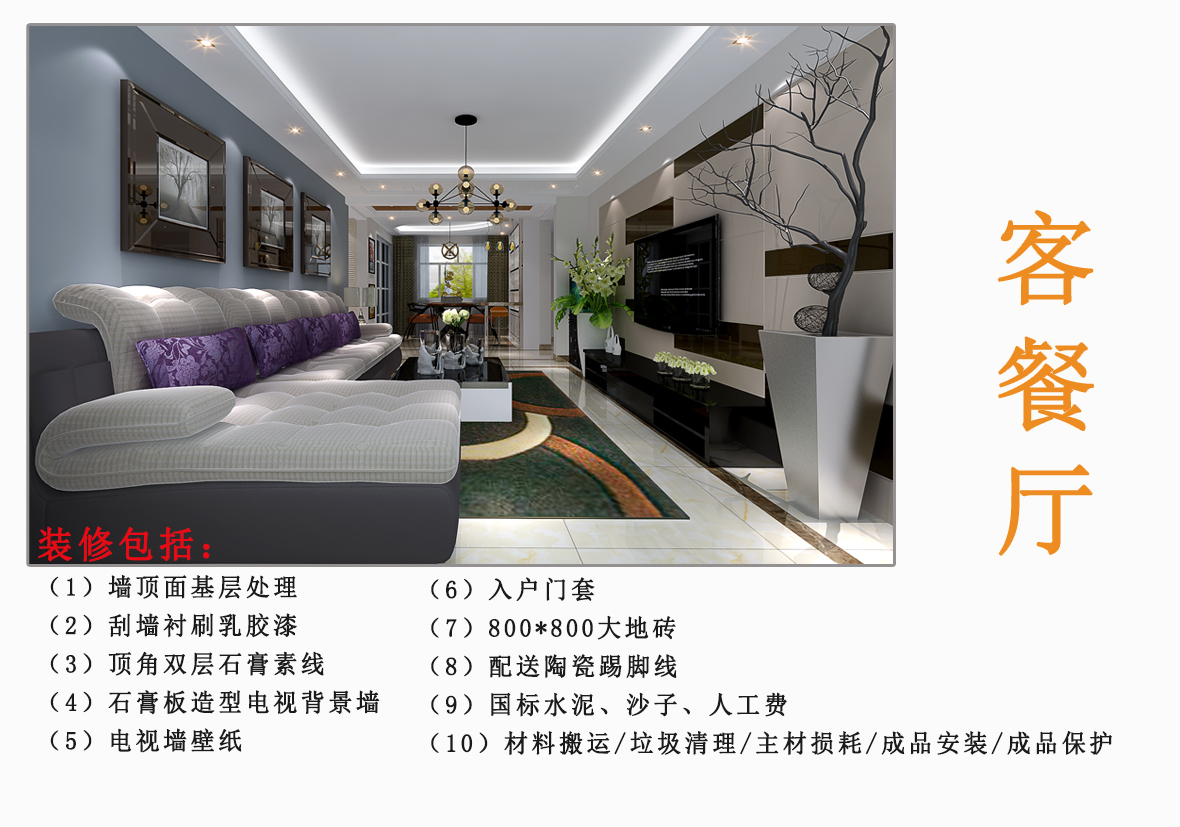 客餐厅
装修包括：
（1）墙顶面基层处理
（2）刮墙衬刷乳胶漆
（3）顶角双层石膏素线
（4）石膏板造型电视背景墙
（5）电视墙壁纸
（6）入户门套
（7）800*800大地砖
（8）配送陶瓷踢脚线
（9）国标水泥、沙子、人工费
（10）材料搬运/垃圾清理/主材损耗/成品安装/成品保护